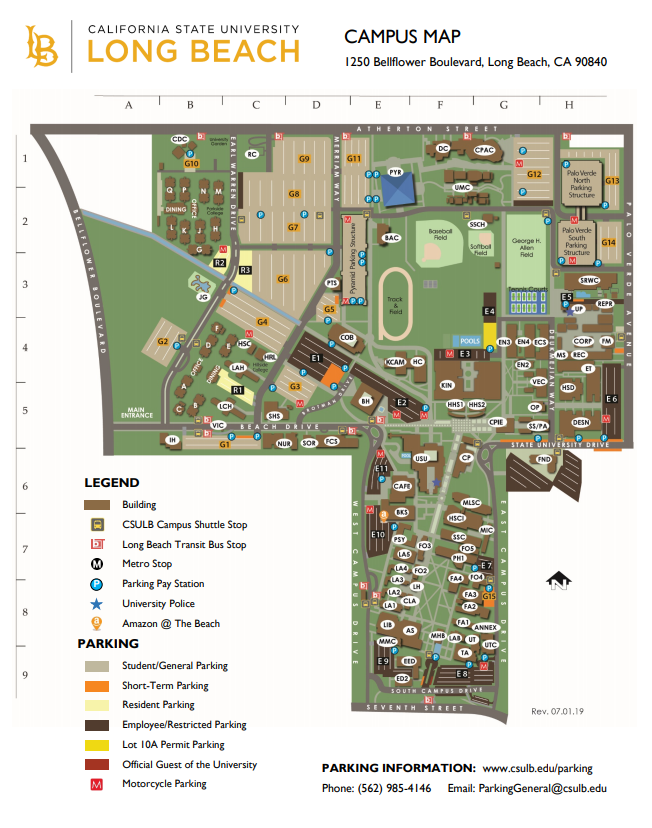 CALIFORNIA STATE UNIVERSITY
LONG BEACH
CAMPUS MAP
1250 Bellflower Boulevard, Long Beach, CA 90840
A B C D E F G H
ATHERTON STREET
1
CDC
University Gardens
RC
G9
G11
PYR
DC
CPAC
G12
Palo Verde North Parking Structure
G13
G10
EARL WARREN DRIVE
MERRIAM WAY
UMC
G8
Q P N M
DINING
OFFICE
Parkside College
R
2
L K J H
G
G7
BAC
Baseball Field
SSCH
Softball Field
George H. Allen Field
Palo Verde South Parking Structure
G14
PALO VERDE AVENUE
BELLFLOWER BOULEVARD
R2
R3
Pyramid Parking Structure
3
JG
G6
PTS
Track & Field
Tennis Courts
SRWC
E5
UP
REPR
E4
G5
G4
4
G2
F
E
HSC
HRL
D
OFFICE
DINING
LAH
Hillside College
R1
A
B
C
LCH
COB
E1
G3
KCAM
HC
POOLS
E3
EN3
EN4
ECS
EN2
DEUKMEJIAN WAY
CORP
FM
MS
REC
ET
VEC
HSD
5
MAIN ENTRANCE
SHS
BROTMAN DRIVE
BH
E2
KIN
HHS1
HHS2
OP
CPIE
SS/PA
DESN
E6
VIC
BEACH DRIVE
IH
G1
NUR
SOR
FCS
STATE UNIVERSITY DRIVE
FND
6
USU
CP
E11
CAFE
WEST CAMPUS DRIVE
EAST CAMPUS DRIVE
MLSC
BKS
HSCI
MIC
7
E10
PSY
FO3
SSC
FO5
LA5
PH1
E7
LA4
FO2
FA4
FO4
LA3
LH
8
LA2
CLA
FA3
G15
LA1
FA2
LIB
AS
FA1
ANNEX
MHB
LAB
UT
MMC
UTC
TA
9
E9
EED
ED2
E8
SOUTH CAMPUS DRIVE
SEVENTH STREET
N
Rev. 07.01.19
LEGEND
Building
CSULB Campus Shuttle Stop
Long Beach Transit Bus Stop
M Metro Stop
P Parking Pay Station
University Police
a Amazon @ The Beach
PARKING
Student/General Parking
Short-Term Parking
Resident Parking
Employee/Restricted Parking
Lot 10A Permit Parking
Official Guest of the University
M Motorcycle Parking
PARKING INFORMATION: www.csulb.edu/parking
Phone: (562) 985-4146 Email: ParkingGeneral@csulb.edu